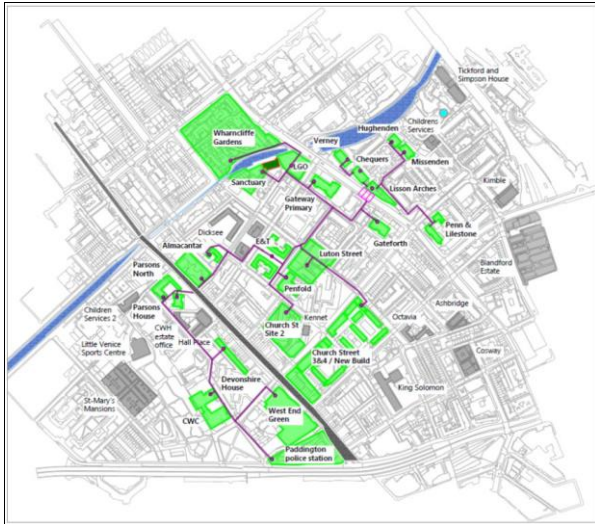 Tickford and
Simpson House
Hughenden
Childrens
Services
Wharncliffe
Gardens
Verney
Chequers
Missenden
LGO
Sanctuary
Lisson Arches
Kimble
Gateway
Primary
Penn &
Lilestone
Dicksee
E&T
Gateforth
Almacantar
Luton Street
Blandford
Estate
Parsons
North
Penfold
Parsons
House
Children
Services 2
CWH
estate
office
Church St
Site 2
Kennet
Octavia
Ashbridge
Hall Place
Little Venice
Sports Centre
Church Street
3&4 / New Build
Cosway
Devonshire
House
King Solomon
St-Mary's
Mansions
West End
Green
CWC
Paddington
police station